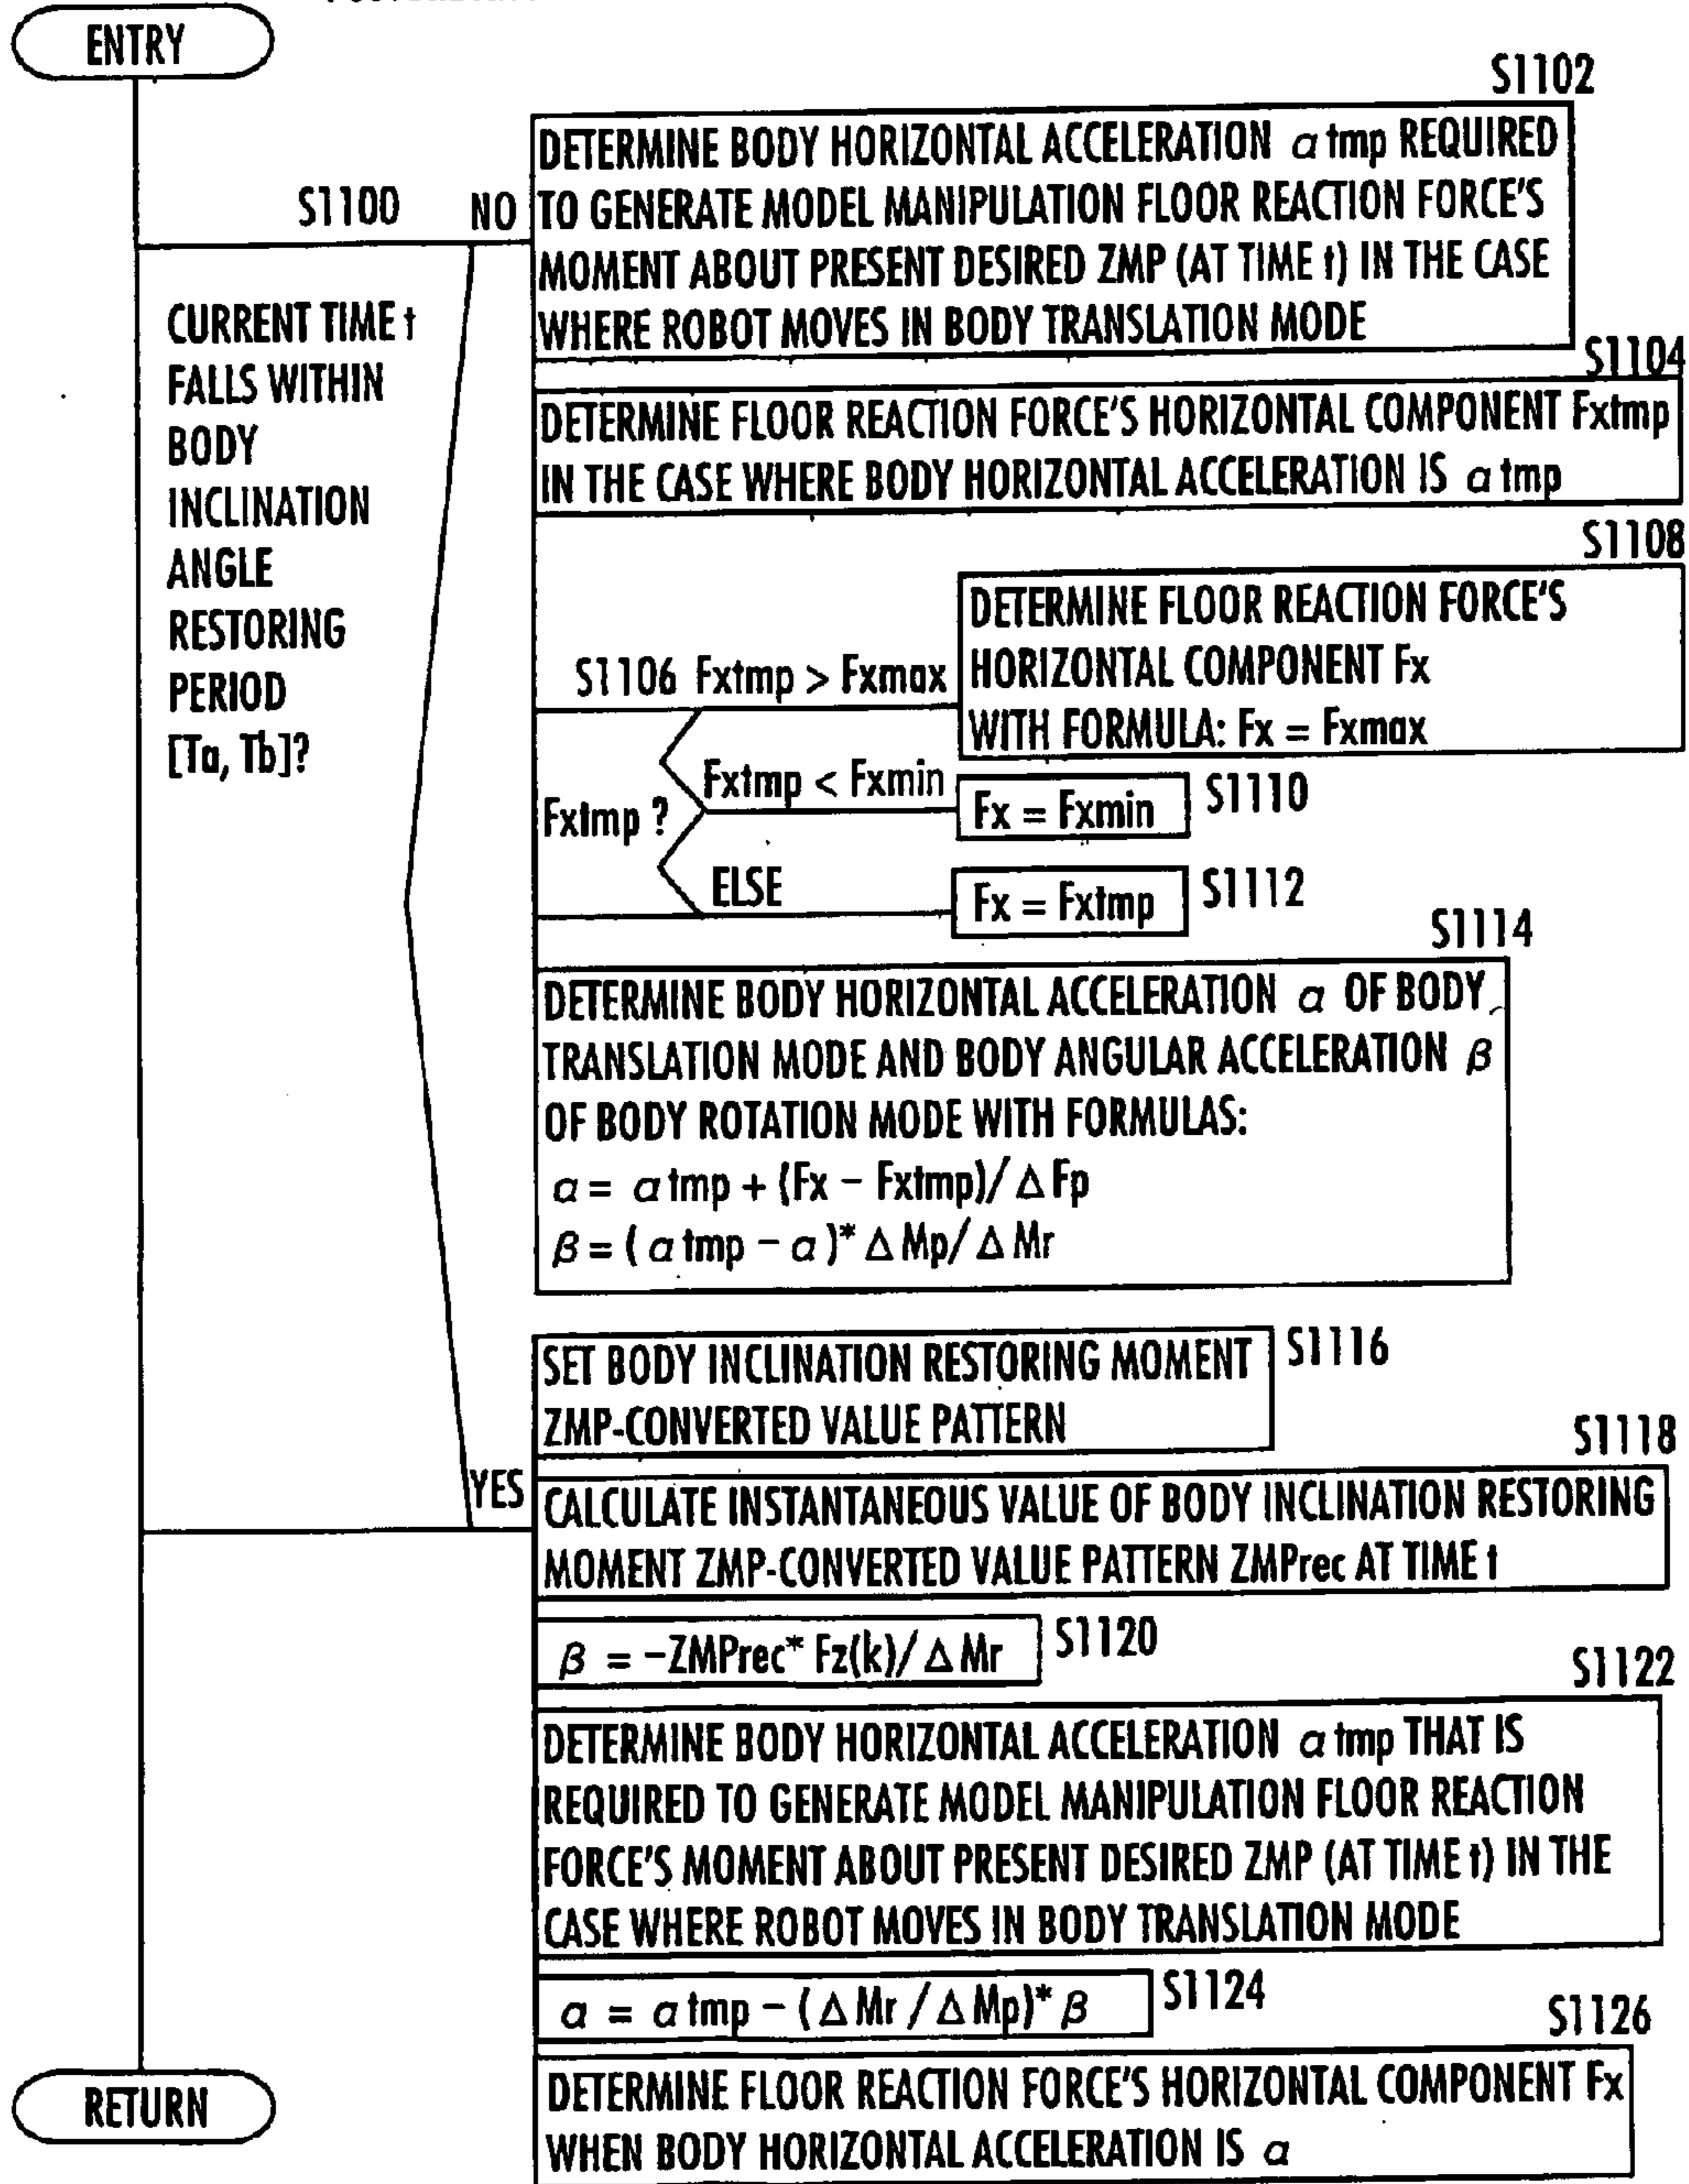 ENTRY
S1100
NO
CURRENT TIME t
FALLS WITHIN
BODY
INCLINATION
ANGLE
RESTORING
PERIOD
[Ta, Tb]?
S1102
DETERMINE BODY HORIZONTAL ACCELERATION α tmp REQUIRED
TO GENERATE MODEL MANIPULATION FLOOR REACTION FORCE'S
MOMENT ABOUT PRESENT DESIRED ZMP (AT TIME t) IN THE CASE
WHERE ROBOT MOVES IN BODY TRANSLATION MODE
S1104
DETERMINE FLOOR REACTION FORCE'S HORIZONTAL COMPONENT Fxtmp
IN THE CASE WHERE BODY HORIZONTAL ACCELERATION IS α tmp
S1106 Fxtmp > Fxmax
S1108
DETERMINE FLOOR REACTION FORCE'S
HORIZONTAL COMPONENT Fx
WITH FORMULA: Fx = Fxmax
Fxtmp ?
Fxtmp < Fxmin
Fx = Fxmin
S1110
ELSE
Fx = Fxtmp
S1112
S1114
DETERMINE BODY HORIZONTAL ACCELERATION α OF BODY
TRANSLATION MODE AND BODY ANGULAR ACCELERATION β
OF BODY ROTATION MODE WITH FORMULAS:
α = α tmp + (Fx − Fxtmp)/ Δ Fp
β = ( α tmp − α )* Δ Mp/ Δ Mr
YES
SET BODY INCLINATION RESTORING MOMENT
ZMP-CONVERTED VALUE PATTERN
S1116
S1118
CALCULATE INSTANTANEOUS VALUE OF BODY INCLINATION RESTORING
MOMENT ZMP-CONVERTED VALUE PATTERN ZMPrec AT TIME t
β = −ZMPrec* Fz(k)/ Δ Mr
S1120
S1122
DETERMINE BODY HORIZONTAL ACCELERATION α tmp THAT IS
REQUIRED TO GENERATE MODEL MANIPULATION FLOOR REACTION
FORCE'S MOMENT ABOUT PRESENT DESIRED ZMP (AT TIME t) IN THE
CASE WHERE ROBOT MOVES IN BODY TRANSLATION MODE
α = α tmp − ( Δ Mr / Δ Mp)* β
S1124
S1126
DETERMINE FLOOR REACTION FORCE'S HORIZONTAL COMPONENT Fx
WHEN BODY HORIZONTAL ACCELERATION IS α
RETURN